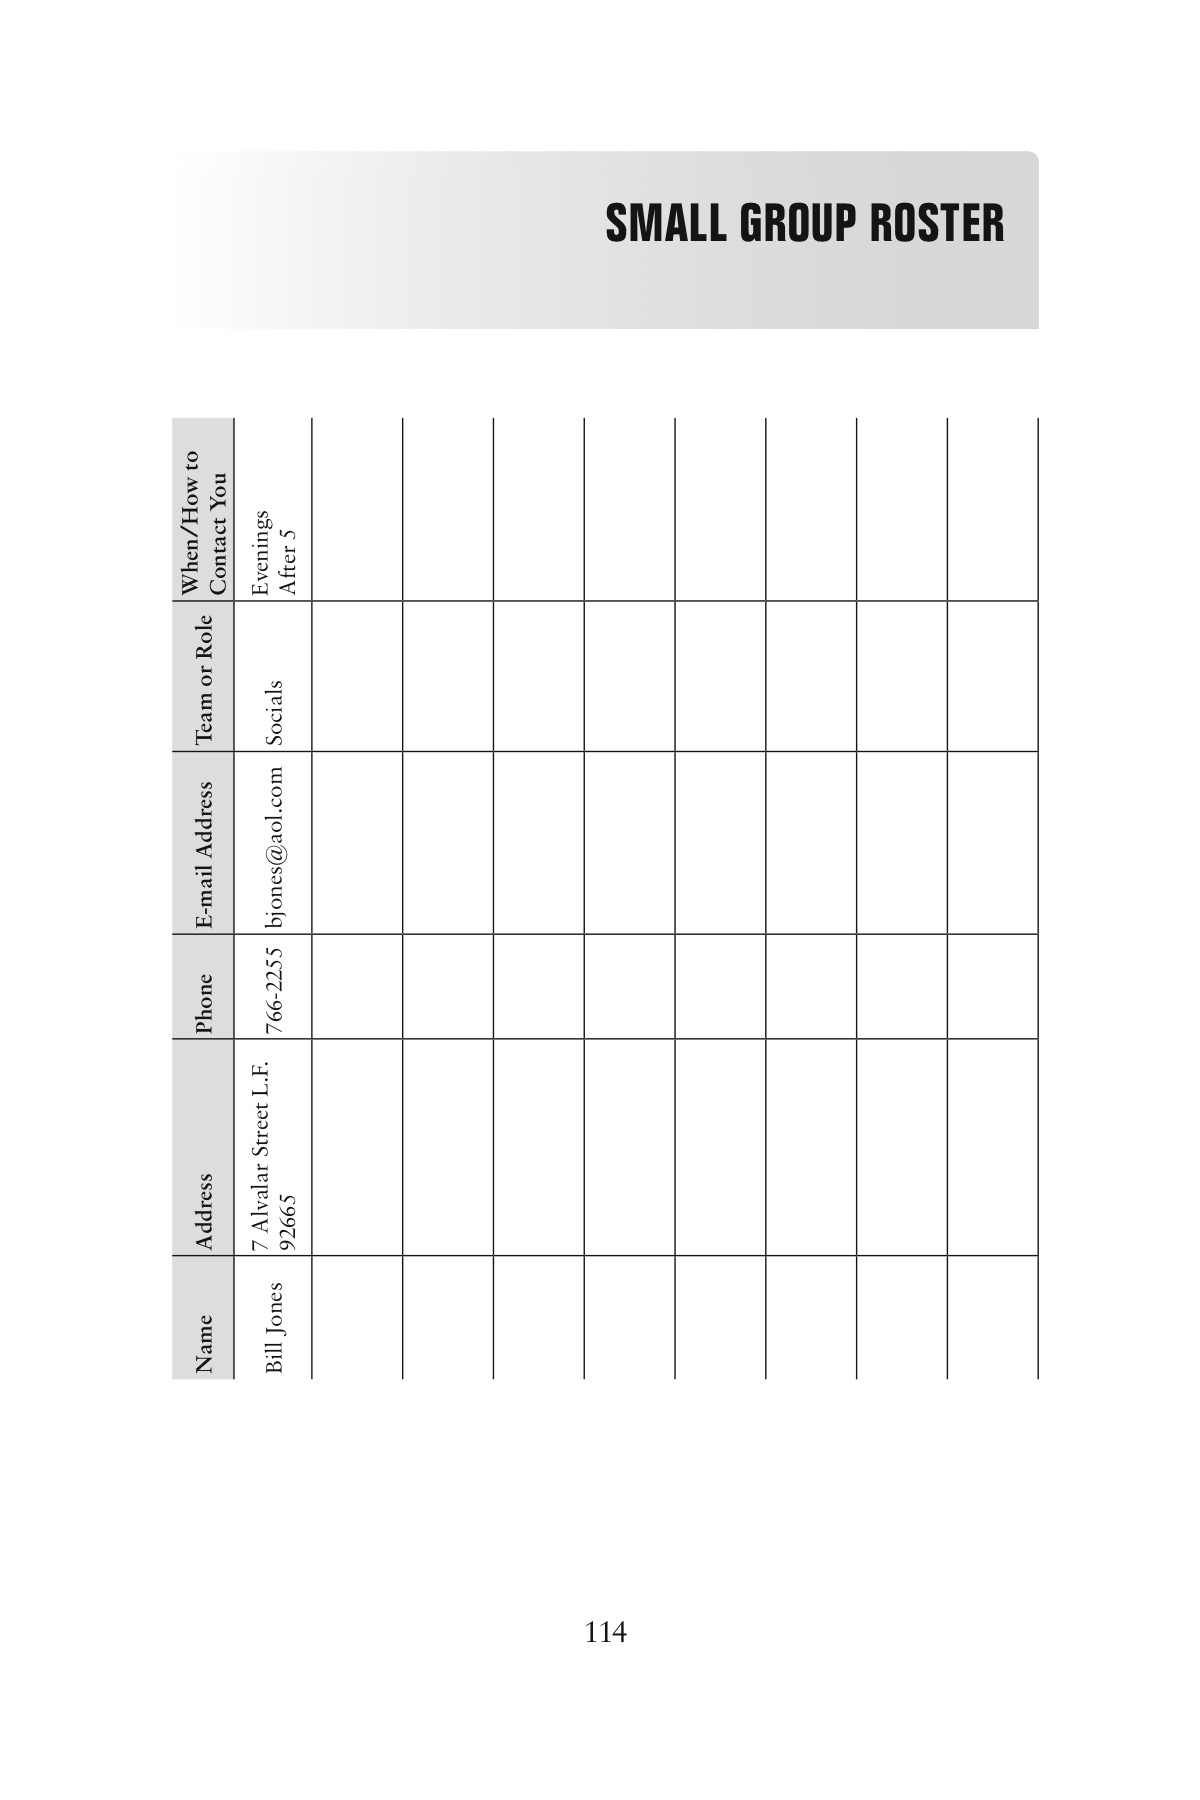 SMALL GROUP ROSTER
Name
Address
Phone
E-mail Address
Team or Role
When/How to
Contact You
Bill Jones
7 Alvalar Street L.F.
92665
766-2255
bjones@aol.com
Socials
Evenings
After 5
114